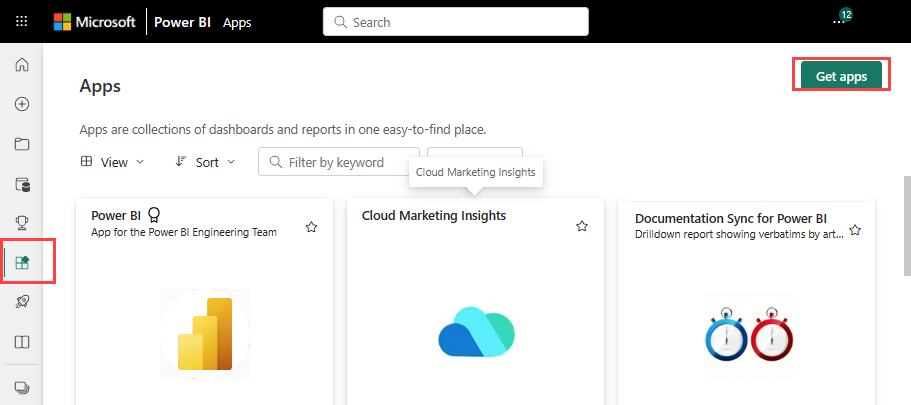 Microsoft Power BI Apps Search 12
Apps
Get apps
Apps are collections of dashboards and reports in one easy-to-find place.
View Sort Filter by keyword
Cloud Marketing Insights
Power BI
App for the Power BI Engineering Team
Cloud Marketing Insights
Documentation Sync for Power BI
Drilldown report showing verbatims by art...